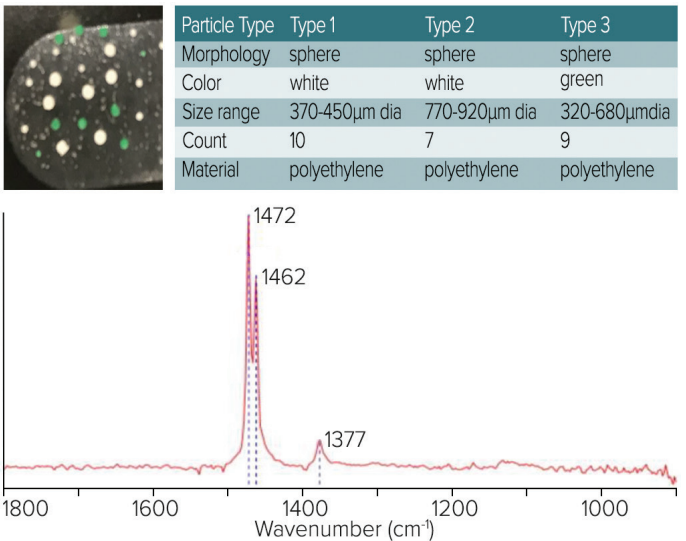 Particle Type Type 1 Type 2 Type 3
Morphology sphere sphere sphere
Color white white green
Size range 370-450µm dia 770-920µm dia 320-680µmdia
Count 10 7 9
Material polyethylene polyethylene polyethylene
1472
1462
1377
1800 1600 1400 1200 1000
Wavenumber (cm⁻¹)